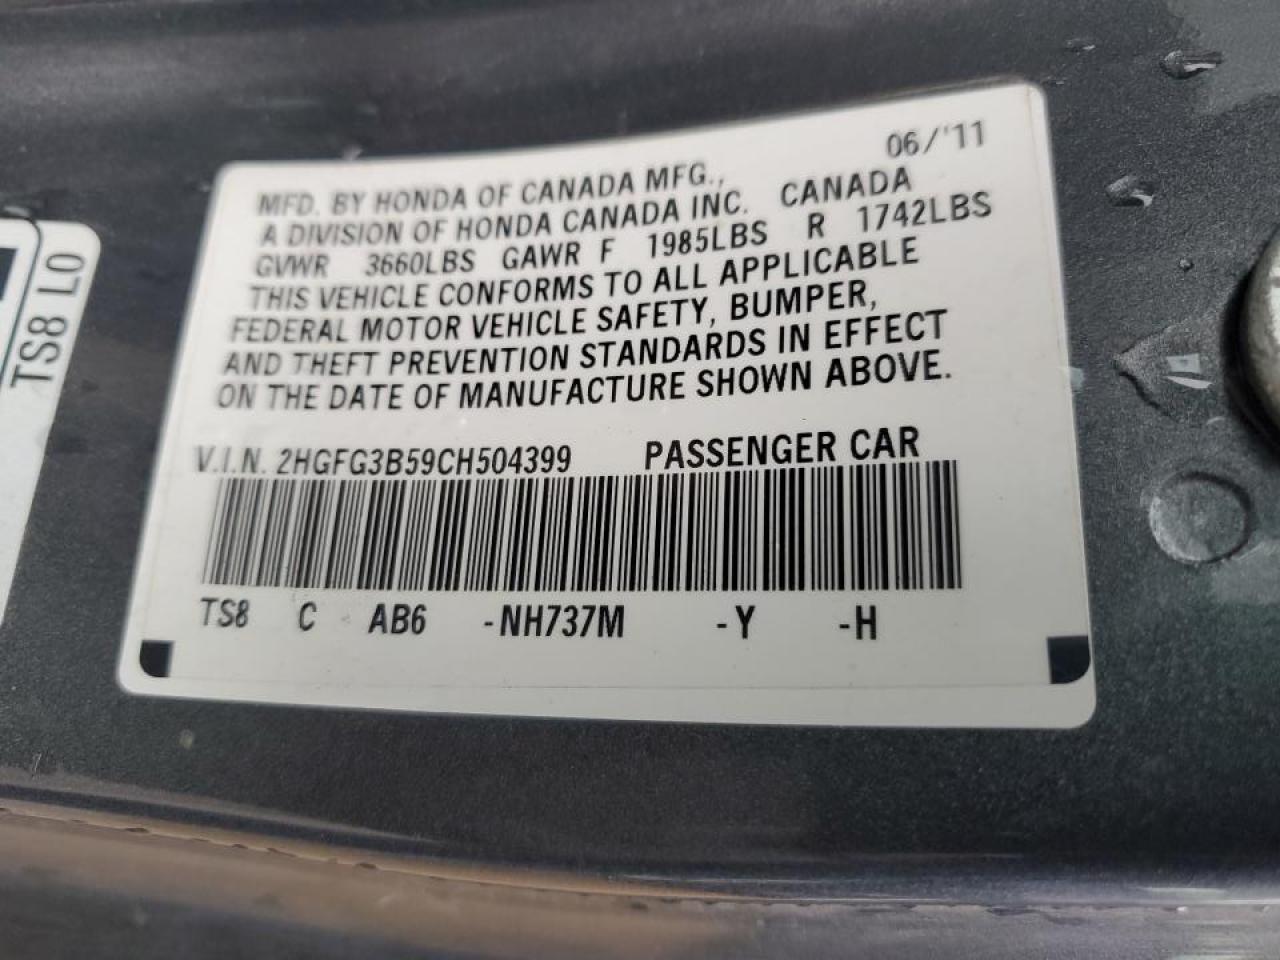 06/'11
MFD. BY HONDA OF CANADA MFG.,
A DIVISION OF HONDA CANADA INC. CANADA
GVWR 3660LBS GAWR F 1985LBS R 1742LBS
THIS VEHICLE CONFORMS TO ALL APPLICABLE
FEDERAL MOTOR VEHICLE SAFETY, BUMPER,
AND THEFT PREVENTION STANDARDS IN EFFECT
ON THE DATE OF MANUFACTURE SHOWN ABOVE.
V.I.N. 2HGFG3B59CH504399 PASSENGER CAR
TS8 C AB6 -NH737M -Y -H
TS8 L0